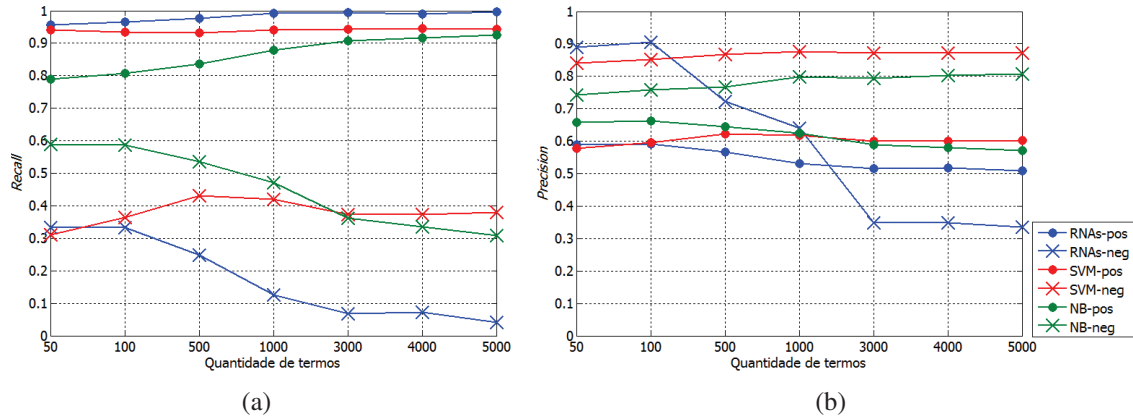 1
0.9
0.8
0.7
0.6
0.5
0.4
0.3
0.2
0.1
0
Recall
50 100 500 1000 3000 4000 5000
Quantidade de termos
(a)
1
0.9
0.8
0.7
0.6
0.5
0.4
0.3
0.2
0.1
0
Precision
50 100 500 1000 3000 4000 5000
Quantidade de termos
RNAs-pos
RNAs-neg
SVM-pos
SVM-neg
NB-pos
NB-neg
(b)